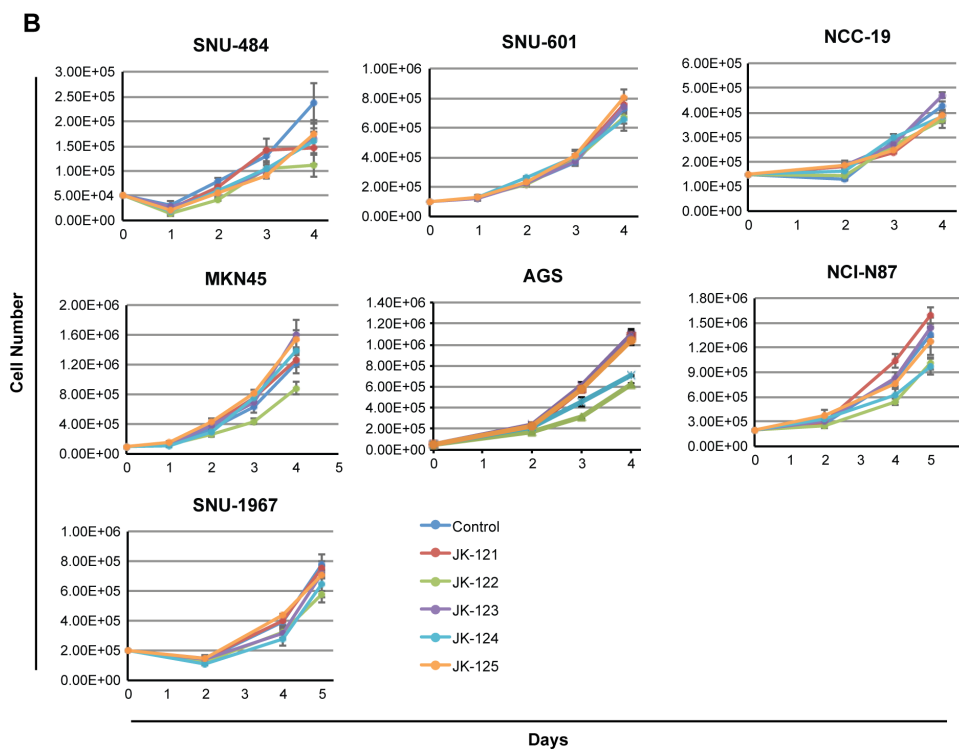 B
SNU-484
3.00E+05
2.50E+05
2.00E+05
1.50E+05
1.00E+05
5.00E+04
0.00E+00
0 1 2 3 4
SNU-601
1.00E+06
8.00E+05
6.00E+05
4.00E+05
2.00E+05
0.00E+00
0 1 2 3 4
NCC-19
6.00E+05
5.00E+05
4.00E+05
3.00E+05
2.00E+05
1.00E+05
0.00E+00
0 1 2 3 4
Cell Number
MKN45
2.00E+06
1.60E+06
1.20E+06
8.00E+05
4.00E+05
0.00E+00
0 1 2 3 4 5
AGS
1.40E+06
1.20E+06
1.00E+06
8.00E+05
6.00E+05
4.00E+05
2.00E+05
0.00E+00
0 1 2 3 4
NCI-N87
1.80E+06
1.50E+06
1.20E+06
9.00E+05
6.00E+05
3.00E+05
0.00E+00
0 1 2 3 4 5
SNU-1967
1.00E+06
8.00E+05
6.00E+05
4.00E+05
2.00E+05
0.00E+00
0 1 2 3 4 5
Control
JK-121
JK-122
JK-123
JK-124
JK-125
Days